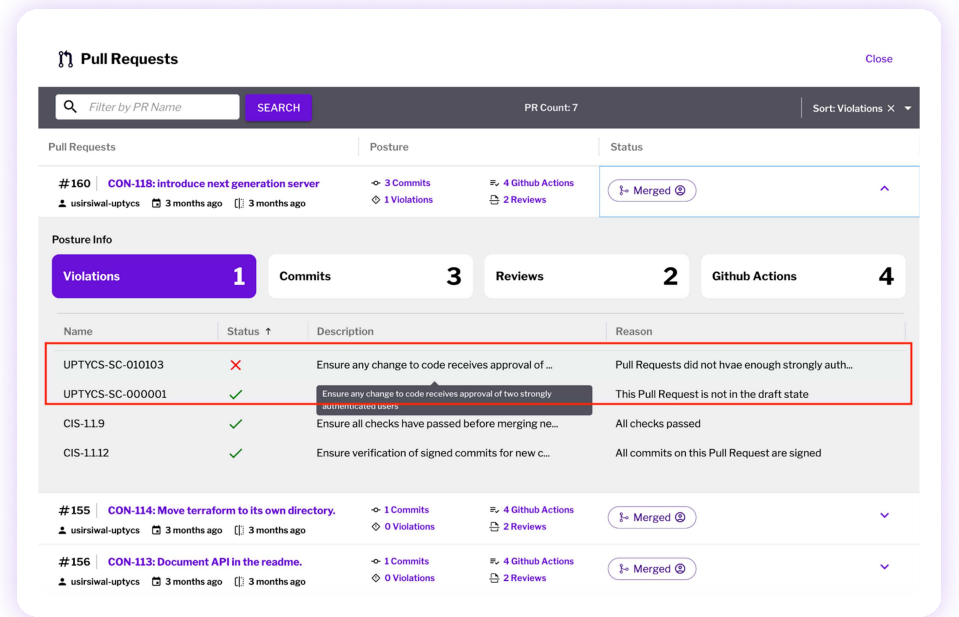 Pull Requests
Close
Filter by PR Name
SEARCH
PR Count: 7
Sort: Violations ×
Pull Requests Posture Status
#160 CON-118: introduce next generation server
3 Commits 4 Github Actions
Merged
usirsiwal-uptycs 3 months ago 3 months ago
1 Violations 2 Reviews
Posture Info
Violations 1
Commits 3
Reviews 2
Github Actions 4
Name Status ↑ Description Reason
UPTYCS-SC-010103 Ensure any change to code receives approval of ... Pull Requests did not hvae enough strongly auth...
UPTYCS-SC-000001 This Pull Request is not in the draft state
Ensure any change to code receives approval of two strongly
authenticated users
CIS-1.1.9 Ensure all checks have passed before merging ne... All checks passed
CIS-1.1.12 Ensure verification of signed commits for new c... All commits on this Pull Request are signed
#155 CON-114: Move terraform to its own directory.
1 Commits 4 Github Actions
Merged
usirsiwal-uptycs 3 months ago 3 months ago
0 Violations 2 Reviews
#156 CON-113: Document API in the readme.
1 Commits 4 Github Actions
Merged
usirsiwal-uptycs 3 months ago 3 months ago
0 Violations 2 Reviews